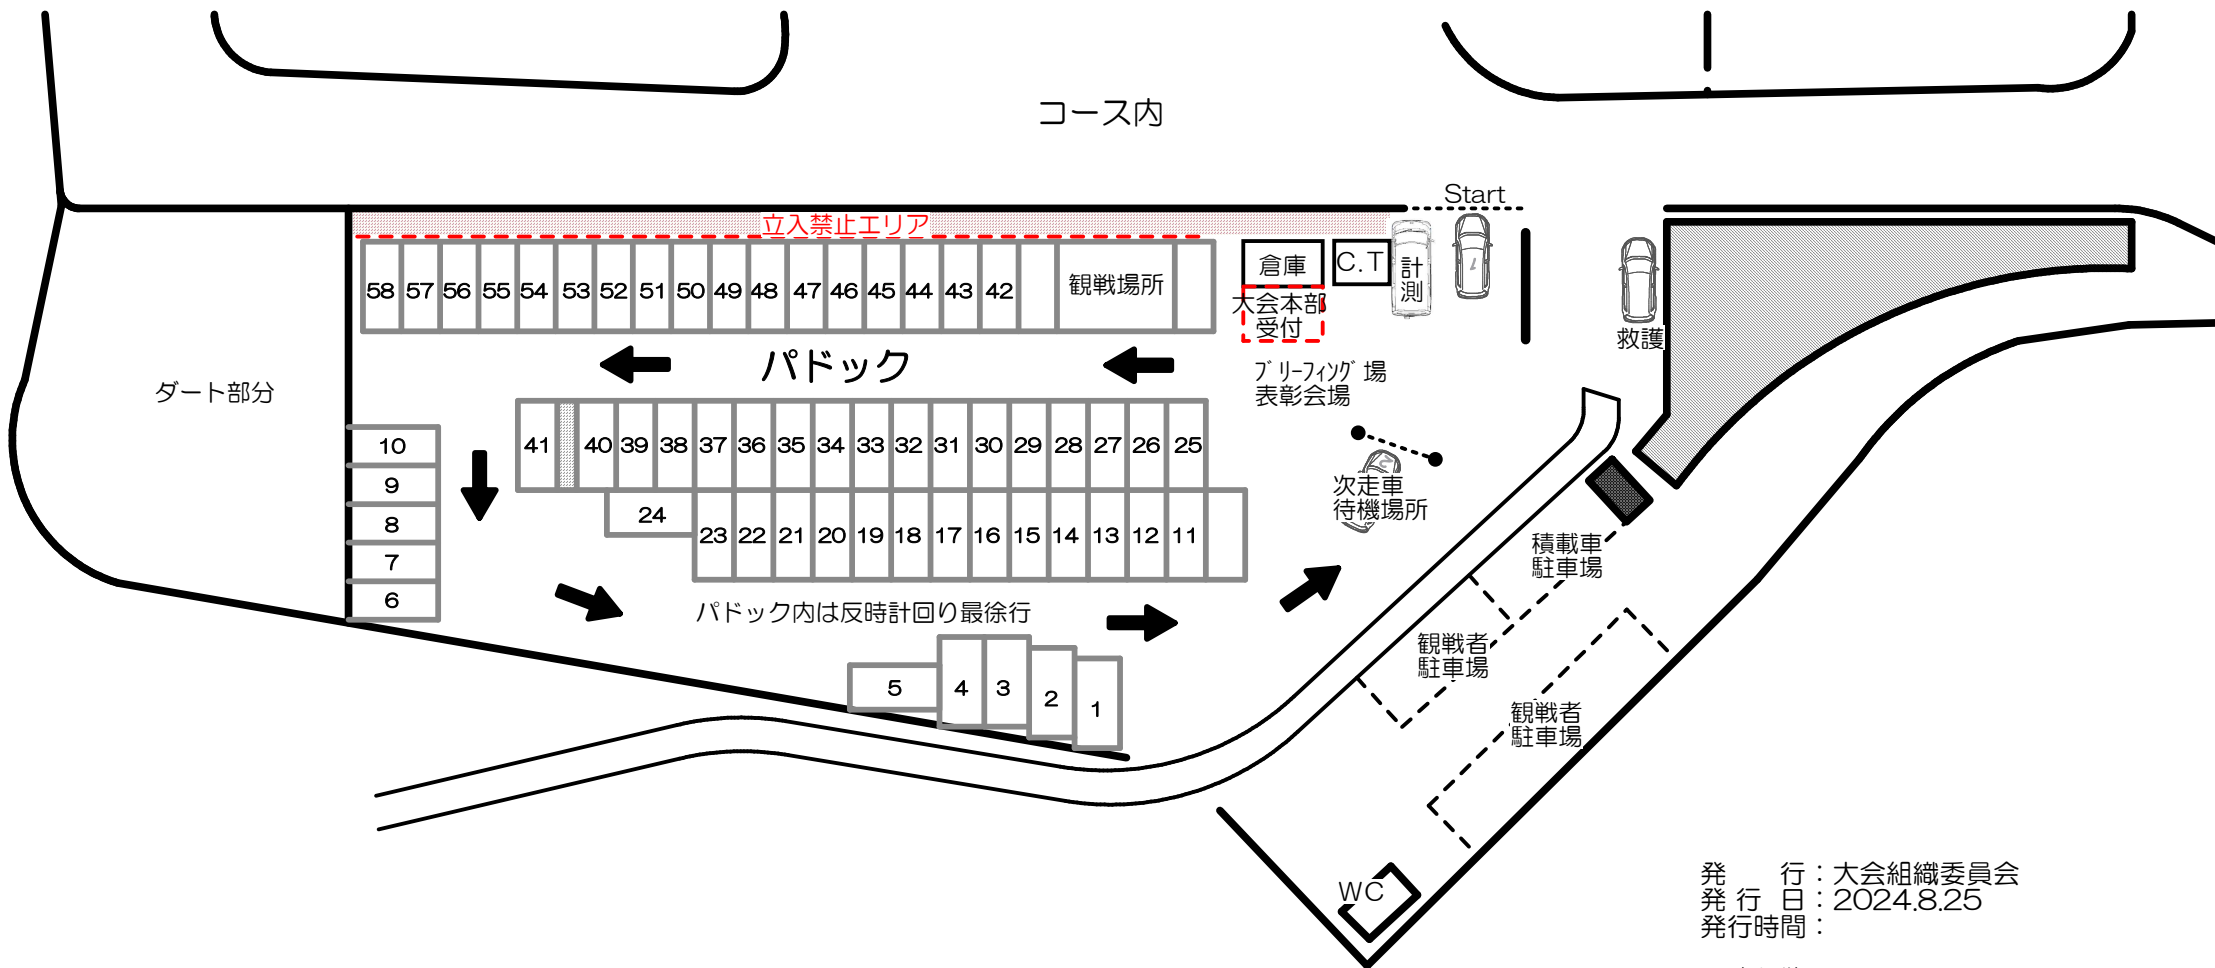 コース内
Start
立入禁止エリア
58 57 56 55 54 53 52 51 50 49 48 47 46 45 44 43 42
観戦場所
倉庫
C.T
計測
1
大会本部
受付
救護
パドック
ブリーフィング場
表彰会場
ダート部分
10
9
8
7
6
41 40 39 38 37 36 35 34 33 32 31 30 29 28 27 26 25
24
23 22 21 20 19 18 17 16 15 14 13 12 11
2
次走車
待機場所
積載車
駐車場
パドック内は反時計回り最徐行
観戦者
駐車場
5 4 3 2 1
観戦者
駐車場
WC
発 行:大会組織委員会
発 行 日:2024.8.25
発行時間: